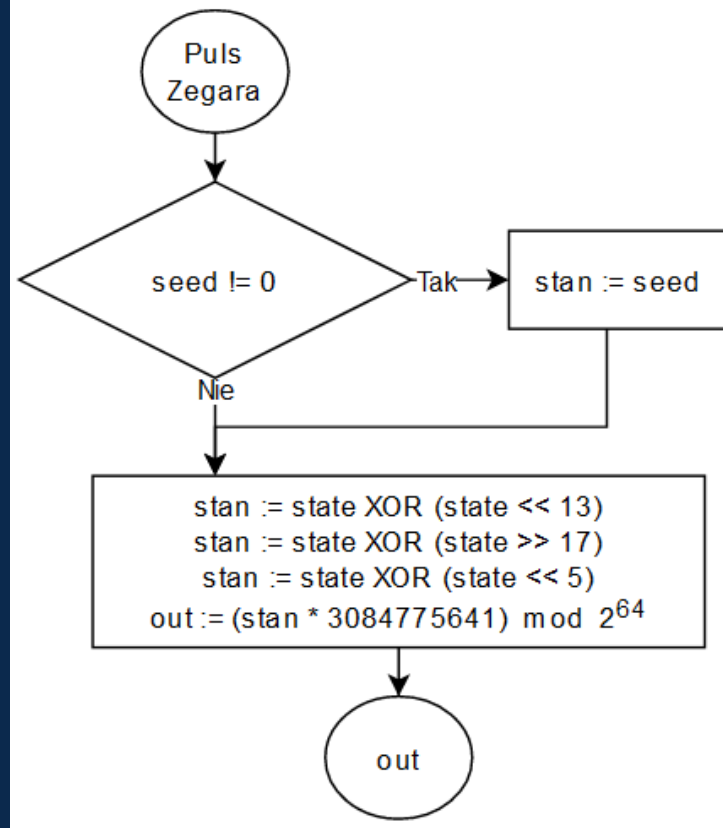 Puls
Zegara
seed != 0
Tak
stan := seed
Nie
stan := state XOR (state << 13)
stan := state XOR (state >> 17)
stan := state XOR (state << 5)
out := (stan * 3084775641) mod 2^64
out